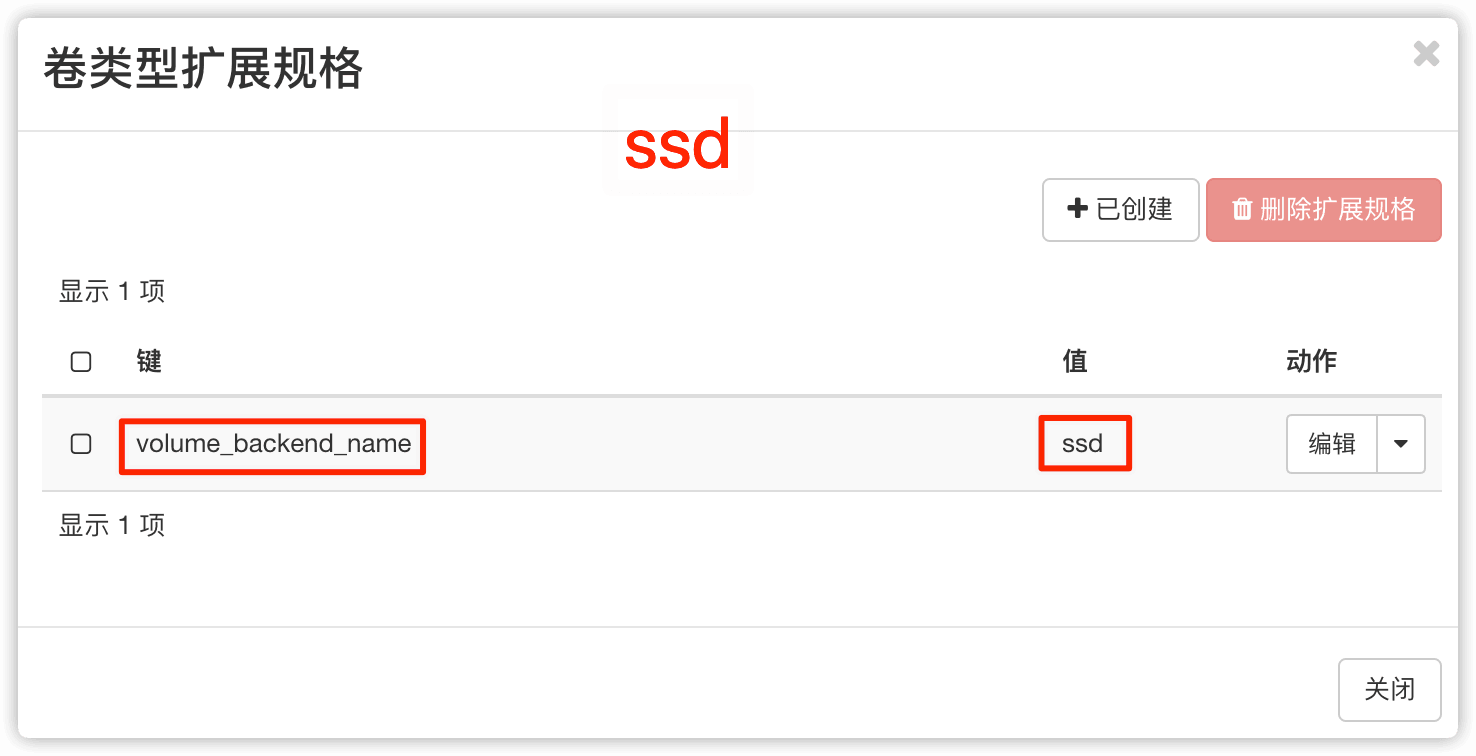 卷类型扩展规格
ssd
已创建 删除扩展规格
显示 1 项
键 值 动作
volume_backend_name ssd 编辑
显示 1 项
关闭